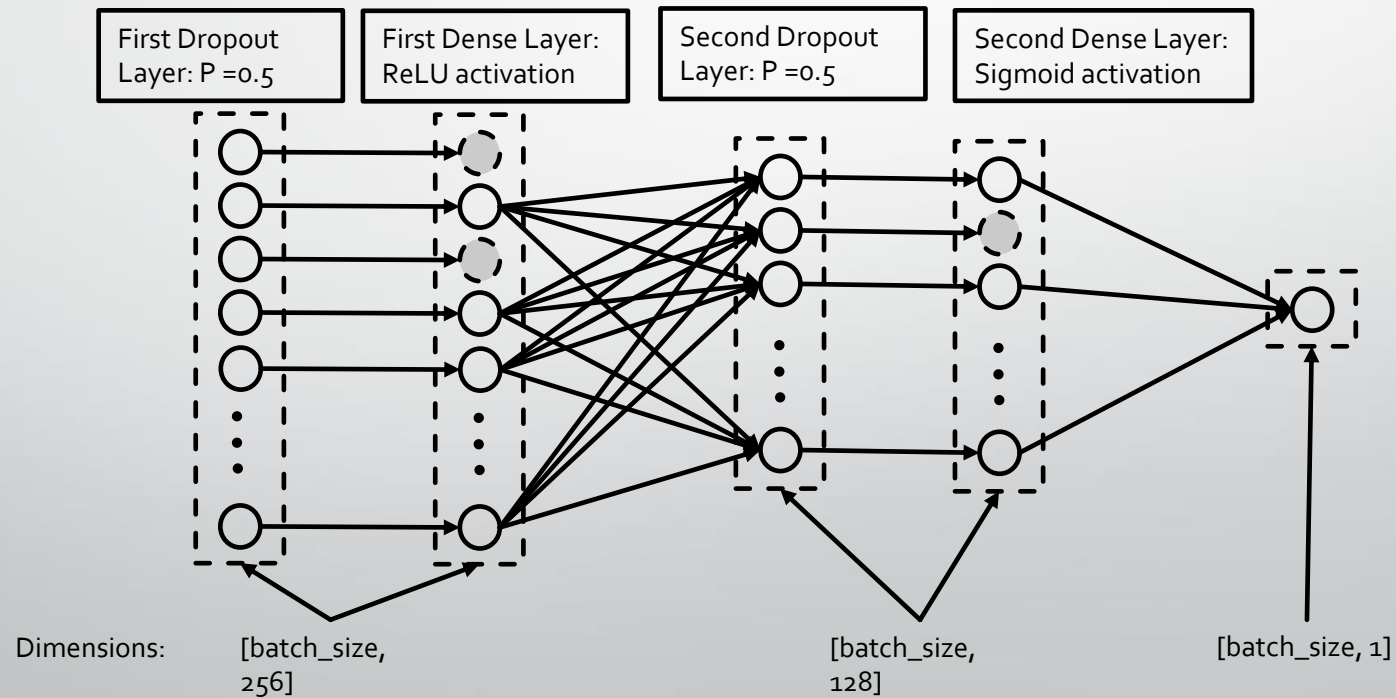 First Dropout
Layer: P =0.5
First Dense Layer:
ReLU activation
Second Dropout
Layer: P =0.5
Second Dense Layer:
Sigmoid activation
Dimensions:
[batch_size,
256]
[batch_size,
128]
[batch_size, 1]